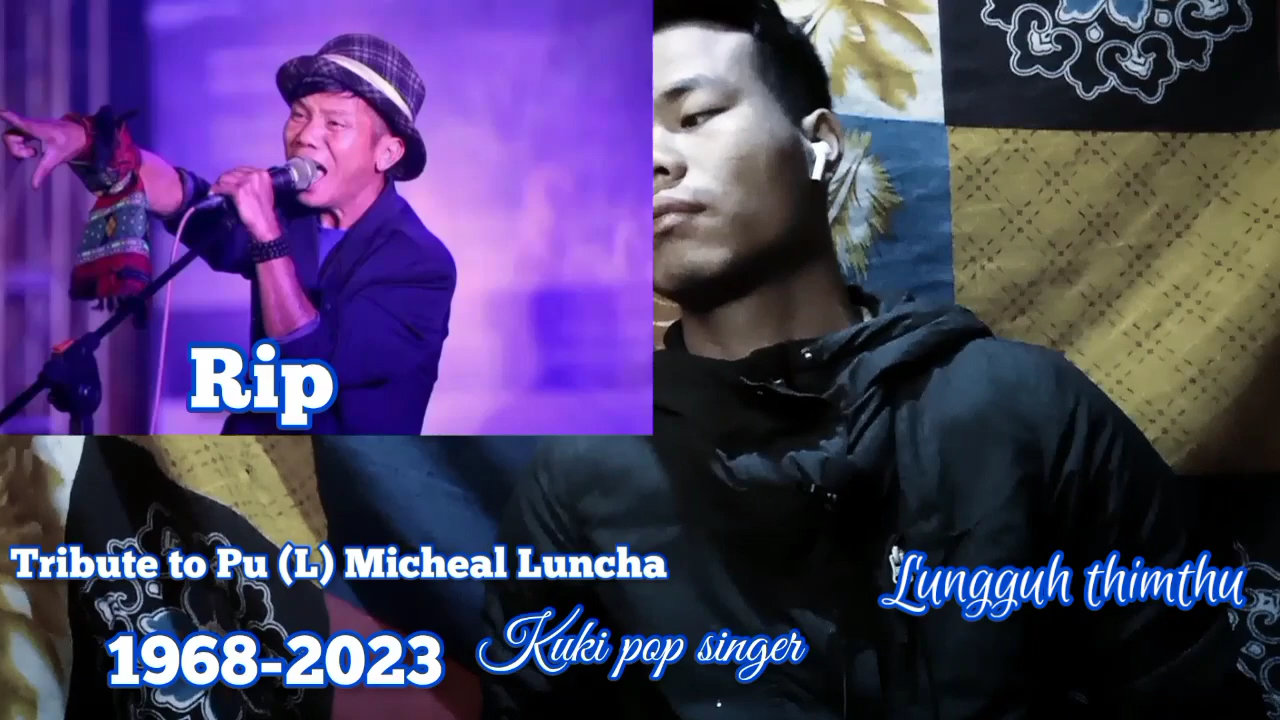 Rip
Tribute to Pu (L) Micheal Luncha
Lungguh thimthu
1968-2023
Kuki pop singer